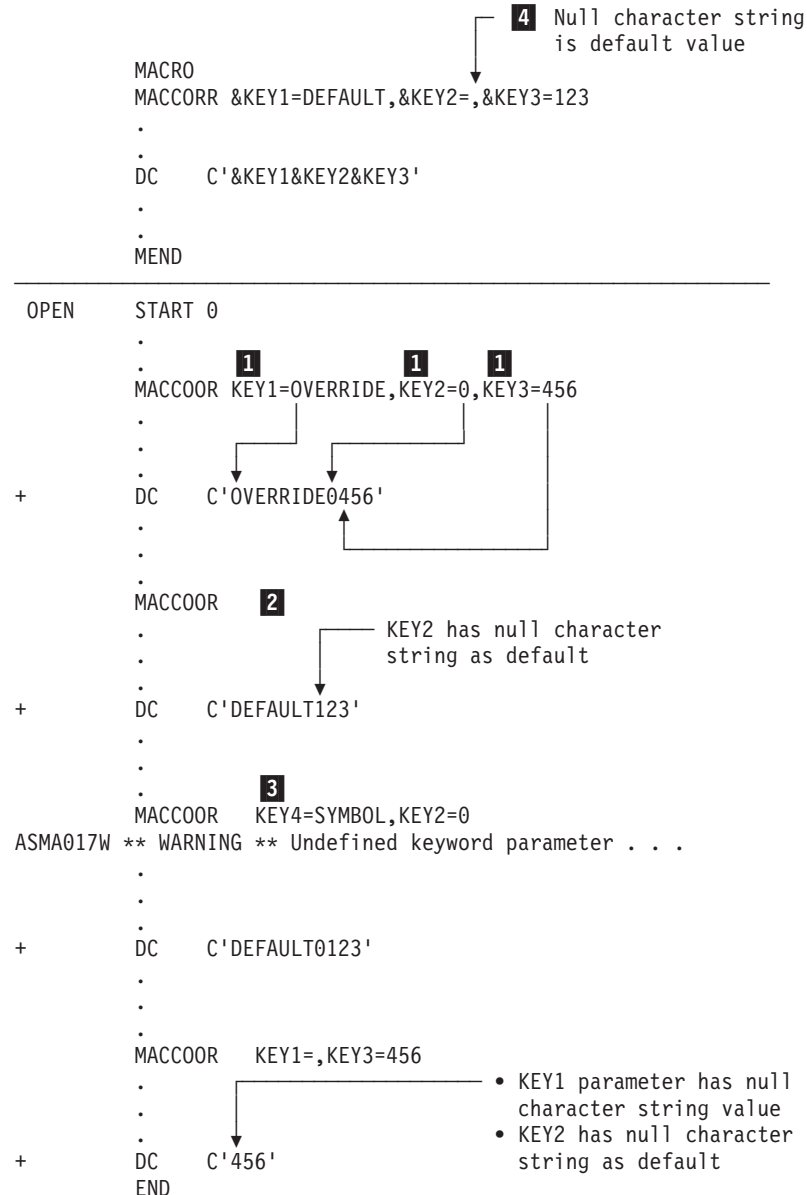 4 Null character string
is default value
MACRO
MACCORR &KEY1=DEFAULT,&KEY2=,&KEY3=123
.
.
DC C'&KEY1&KEY2&KEY3'
.
.
MEND
OPEN START 0
.
. 1 1 1
MACCOOR KEY1=OVERRIDE,KEY2=0,KEY3=456
.
.
.
+ DC C'OVERRIDE0456'
.
.
.
MACCOOR 2
. KEY2 has null character
. string as default
.
+ DC C'DEFAULT123'
.
.
. 3
MACCOOR KEY4=SYMBOL,KEY2=0
ASMA017W ** WARNING ** Undefined keyword parameter . . .
.
.
.
+ DC C'DEFAULT0123'
.
.
.
MACCOOR KEY1=,KEY3=456
. • KEY1 parameter has null
. character string value
. • KEY2 has null character
+ DC C'456' string as default
END